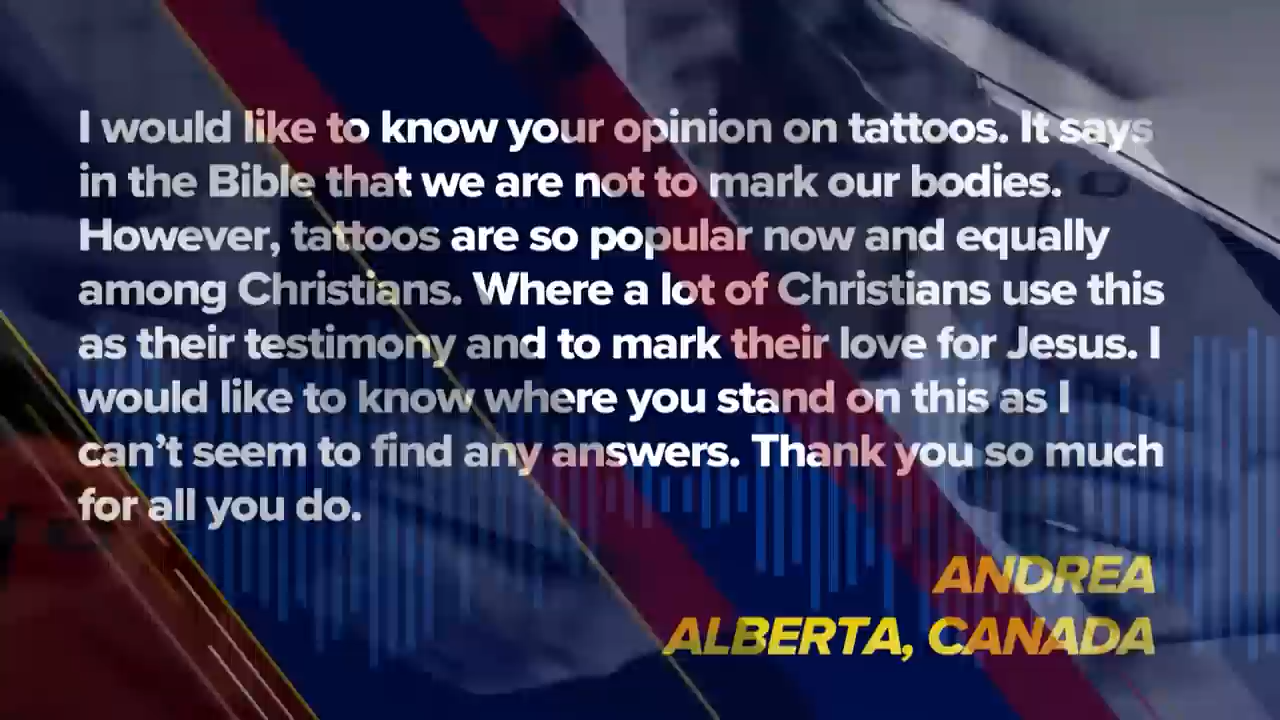 I would like to know your opinion on tattoos. It says
in the Bible that we are not to mark our bodies.
However, tattoos are so popular now and equally
among Christians. Where a lot of Christians use this
as their testimony and to mark their love for Jesus. I
would like to know where you stand on this as I
can’t seem to find any answers. Thank you so much
for all you do.
ANDREA
ALBERTA, CANADA